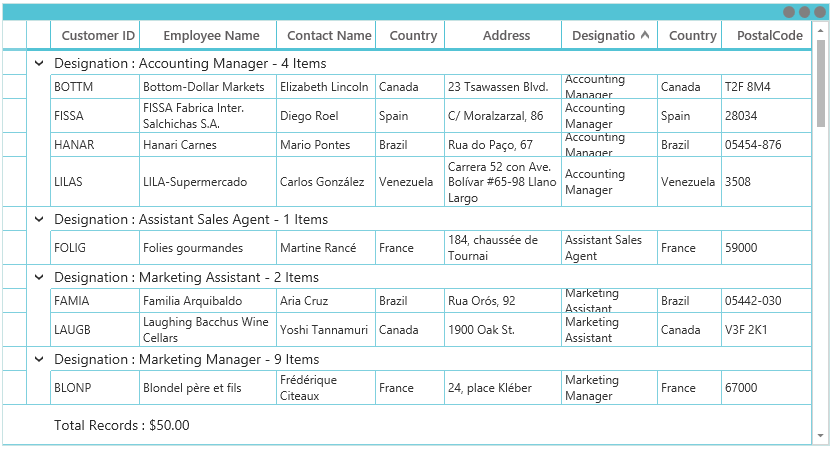 Customer ID Employee Name Contact Name Country Address Designatio Country PostalCode
Designation : Accounting Manager - 4 Items
BOTTM Bottom-Dollar Markets Elizabeth Lincoln Canada 23 Tsawassen Blvd. Accounting Manager Canada T2F 8M4
FISSA FISSA Fabrica Inter. Salchichas S.A. Diego Roel Spain C/ Moralzarzal, 86 Accounting Manager Spain 28034
HANAR Hanari Carnes Mario Pontes Brazil Rua do Paço, 67 Accounting Manager Brazil 05454-876
LILAS LILA-Supermercado Carlos González Venezuela Carrera 52 con Ave. Bolívar #65-98 Llano Largo Accounting Manager Venezuela 3508
Designation : Assistant Sales Agent - 1 Items
FOLIG Folies gourmandes Martine Rancé France 184, chaussée de Tournai Assistant Sales Agent France 59000
Designation : Marketing Assistant - 2 Items
FAMIA Familia Arquibaldo Aria Cruz Brazil Rua Orós, 92 Marketing Assistant Brazil 05442-030
LAUGB Laughing Bacchus Wine Cellars Yoshi Tannamuri Canada 1900 Oak St. Marketing Assistant Canada V3F 2K1
Designation : Marketing Manager - 9 Items
BLONP Blondel père et fils Frédérique Citeaux France 24, place Kléber Marketing Manager France 67000
Total Records : $50.00